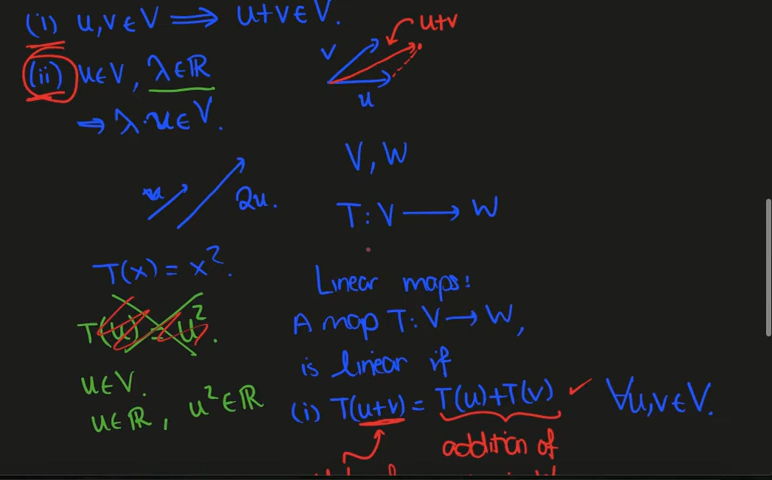 (i) u,v∈V ⟹ u+v∈V.
u+v
v
u
(ii) u∈V, λ∈ℝ
⟹ λ·u∈V.
u
2u.
V, W
T: V ⟶ W
T(x) = x².
T(u) = u².
u∈V.
u∈ℝ, u²∈ℝ
Linear maps:
A map T: V ⟶ W,
is linear if
(i) T(u+v) = T(u)+T(v) ✓ ∀u,v∈V.
addition of